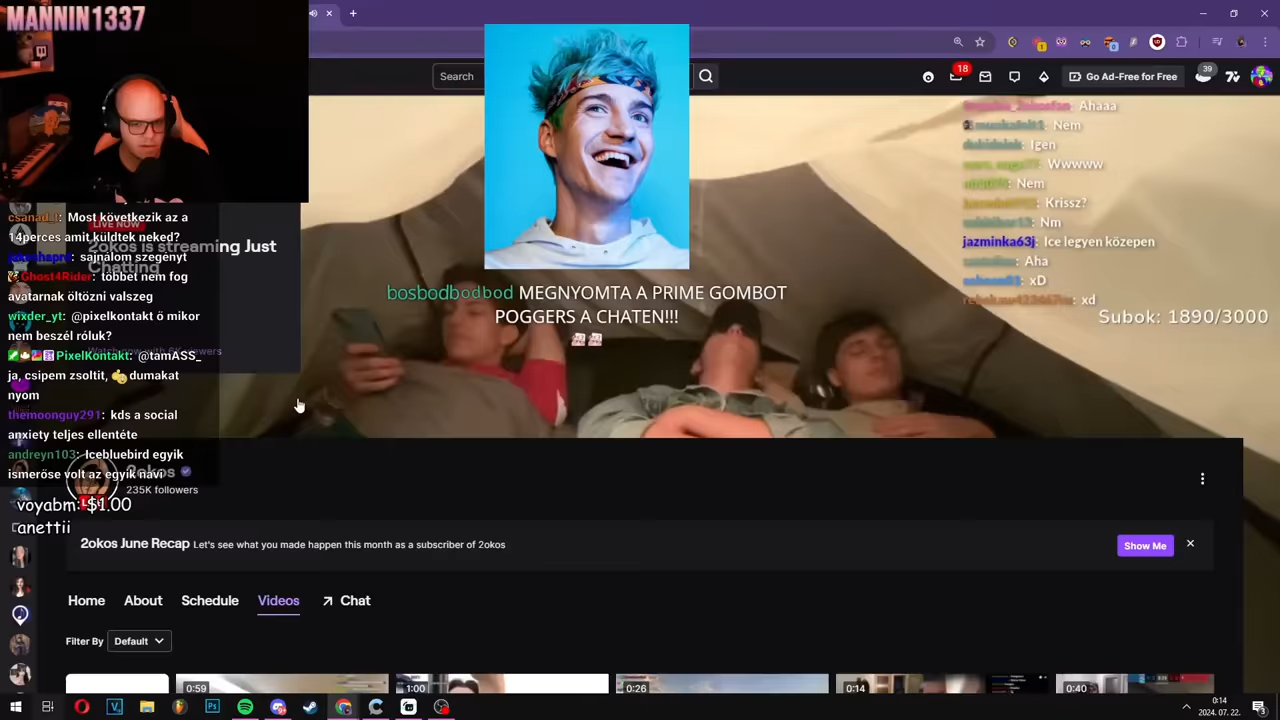 MANNIN1337
Search
18
Go Ad-Free for Free
39
Ahaaa
Nem
Igen
Wwwww
Nem
Krissz?
Nm
jazminka63j: Ice legyen közepen
Aha
xD
xd
Subok: 1890/3000
bosbodbodbod MEGNYOMTA A PRIME GOMBOT
POGGERS A CHATEN!!!
Most következik az a
14perces amit küldtek neked?
sajnálom szegényt
Ghost4Rider: többet nem fog
avatarnak öltözni valszeg
wixder_yt: @pixelkontakt ő mikor
nem beszél róluk?
PixelKontakt: @tamASS_
ja, csipem zsoltit, dumakat
nyom
themoonguy291: kds a social
anxiety teljes ellentéte
andreyn103: Icebluebird egyik
ismerőse volt az egyik navi
LIVE NOW
2okos is streaming Just
Chatting
2okos
235K followers
voyabm: $1.00
anettii
2okos June Recap Let's see what you made happen this month as a subscriber of 2okos
Show Me
Home About Schedule Videos Chat
Filter By Default
0:59 1:00 0:26 0:14 0:40
0:14
2024. 07. 22.
3